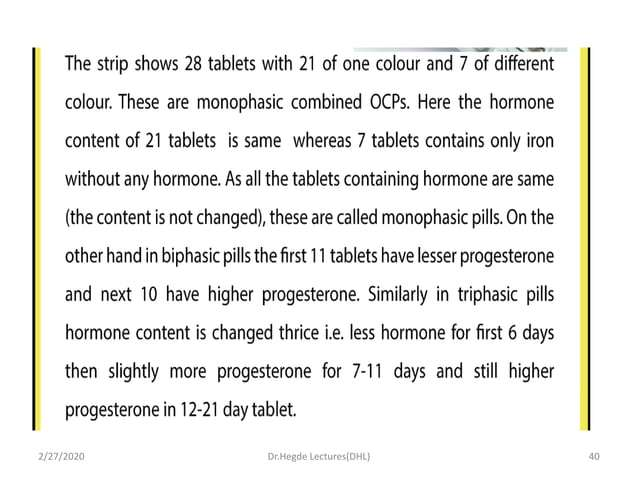 The strip shows 28 tablets with 21 of one colour and 7 of different
colour. These are monophasic combined OCPs. Here the hormone
content of 21 tablets is same whereas 7 tablets contains only iron
without any hormone. As all the tablets containing hormone are same
(the content is not changed), these are called monophasic pills. On the
other hand in biphasic pills the first 11 tablets have lesser progesterone
and next 10 have higher progesterone. Similarly in triphasic pills
hormone content is changed thrice i.e. less hormone for first 6 days
then slightly more progesterone for 7-11 days and still higher
progesterone in 12-21 day tablet.
2/27/2020 Dr.Hegde Lectures(DHL) 40